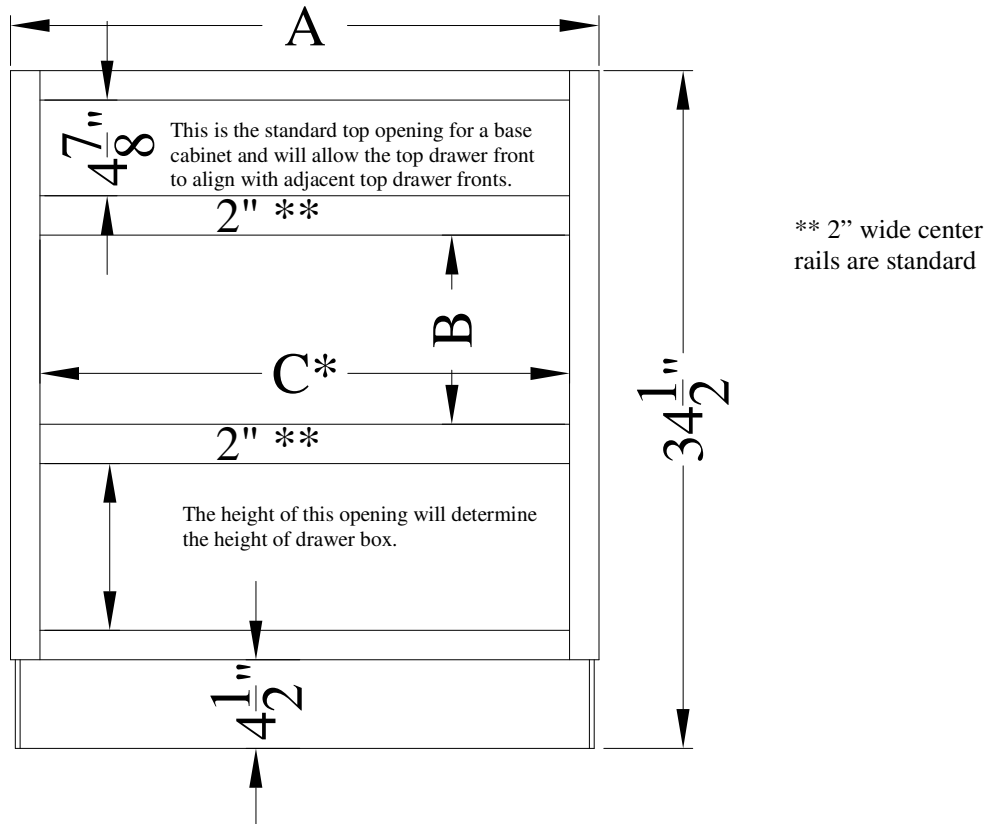 A
4 7/8"
This is the standard top opening for a base
cabinet and will allow the top drawer front
to align with adjacent top drawer fronts.
2" **
** 2” wide center
rails are standard
B
C*
34 1/2"
2" **
The height of this opening will determine
the height of drawer box.
4 1/2"